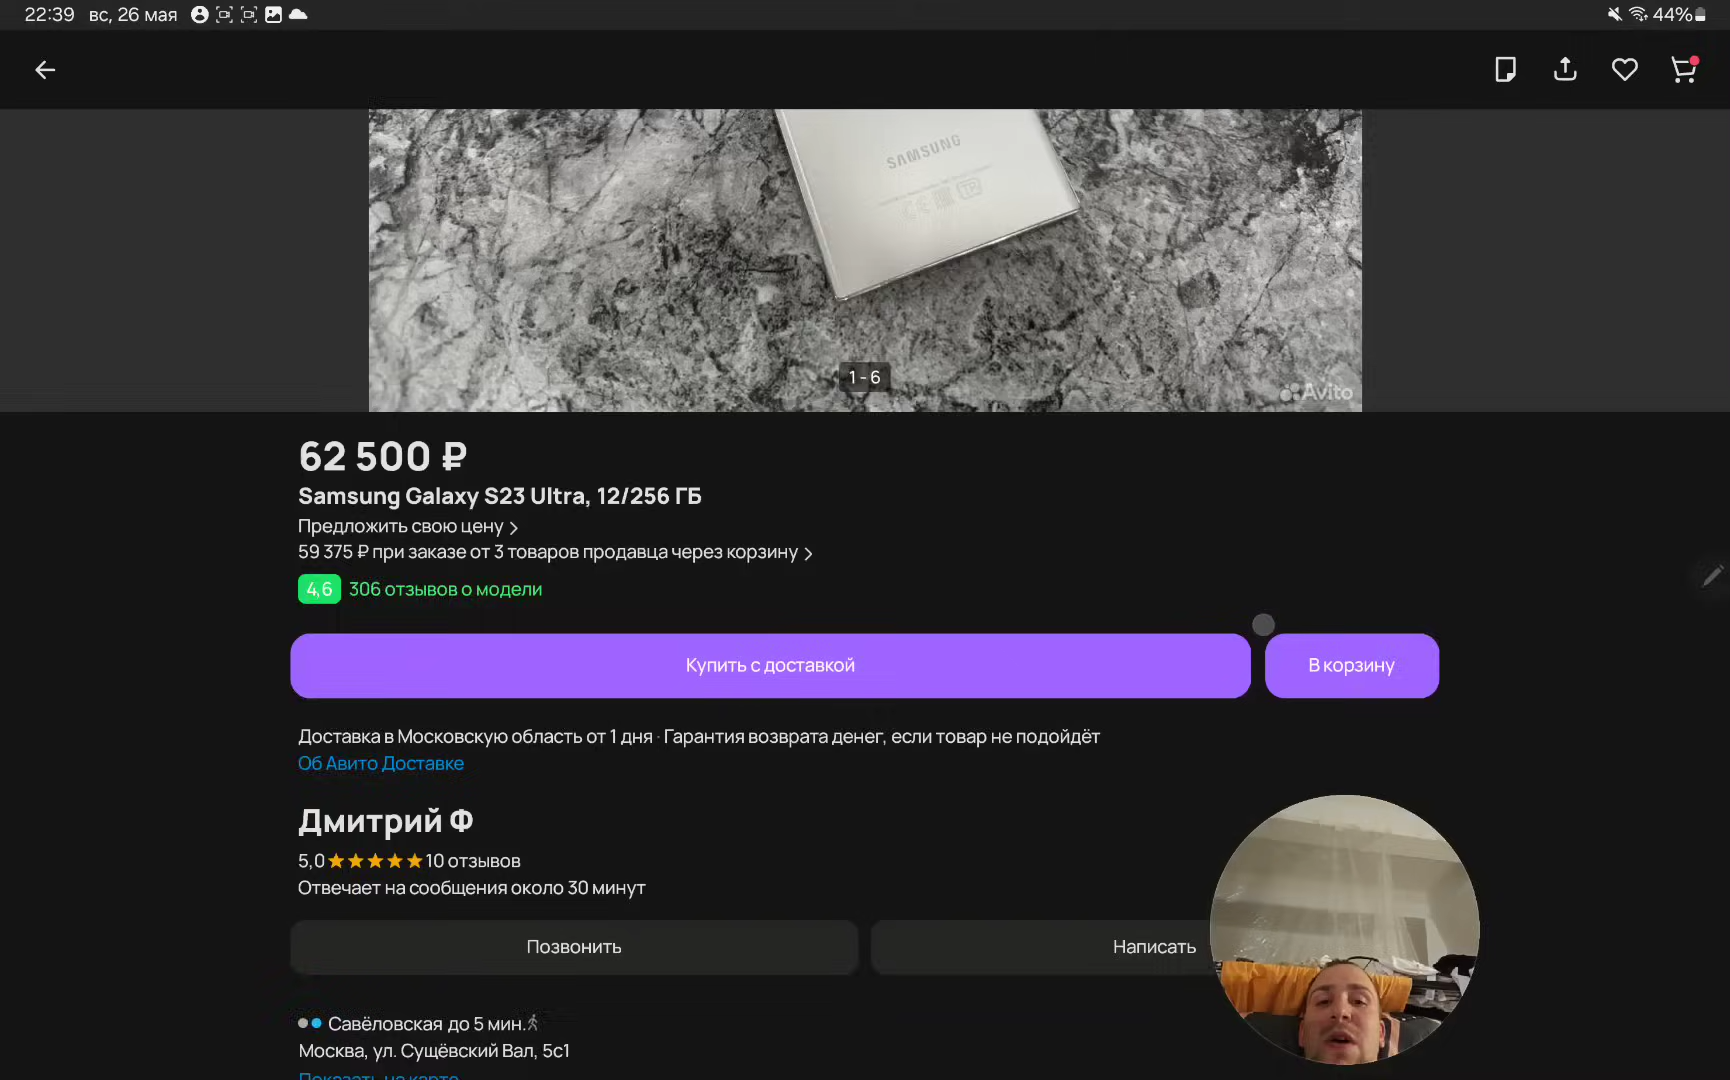 22:39 вс, 26 мая
44%
SAMSUNG
1 - 6
Avito
62 500 ₽
Samsung Galaxy S23 Ultra, 12/256 ГБ
Предложить свою цену
59 375 ₽ при заказе от 3 товаров продавца через корзину
4,6 306 отзывов о модели
Купить с доставкой
В корзину
Доставка в Московскую область от 1 дня · Гарантия возврата денег, если товар не подойдёт
Об Авито Доставке
Дмитрий Ф
5,0 10 отзывов
Отвечает на сообщения около 30 минут
Позвонить
Написать
Савёловская до 5 мин.
Москва, ул. Сущёвский Вал, 5с1
Показать на карте